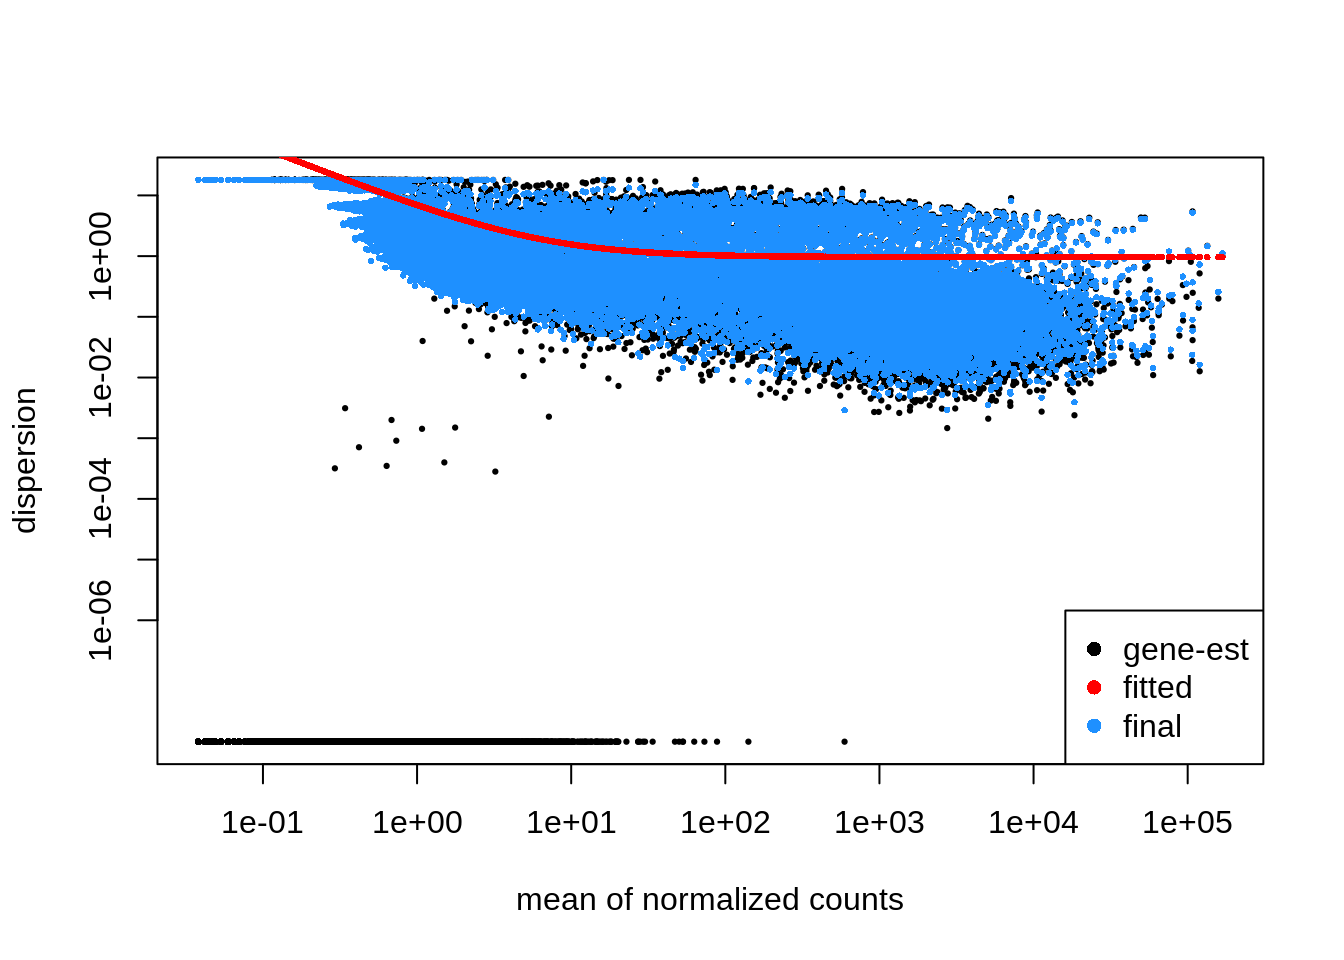 dispersion
1e+00
1e-02
1e-04
1e-06
gene-est
fitted
final
1e-01 1e+00 1e+01 1e+02 1e+03 1e+04 1e+05
mean of normalized counts